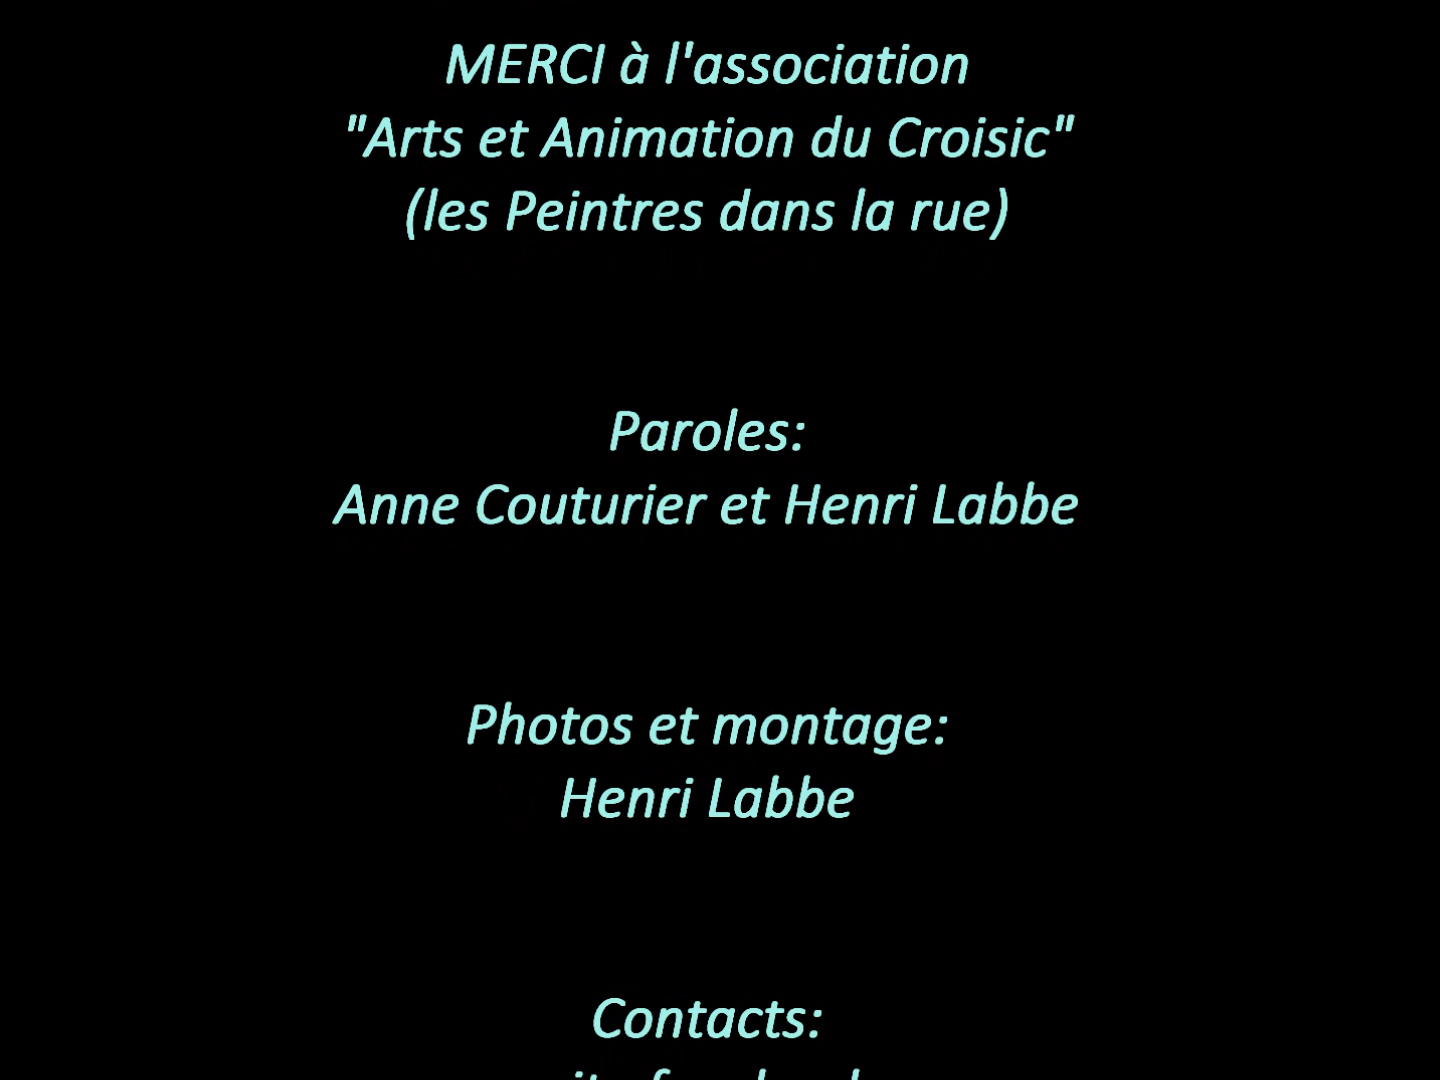 MERCI à l'association
"Arts et Animation du Croisic"
(les Peintres dans la rue)
Paroles:
Anne Couturier et Henri Labbe
Photos et montage:
Henri Labbe
Contacts: